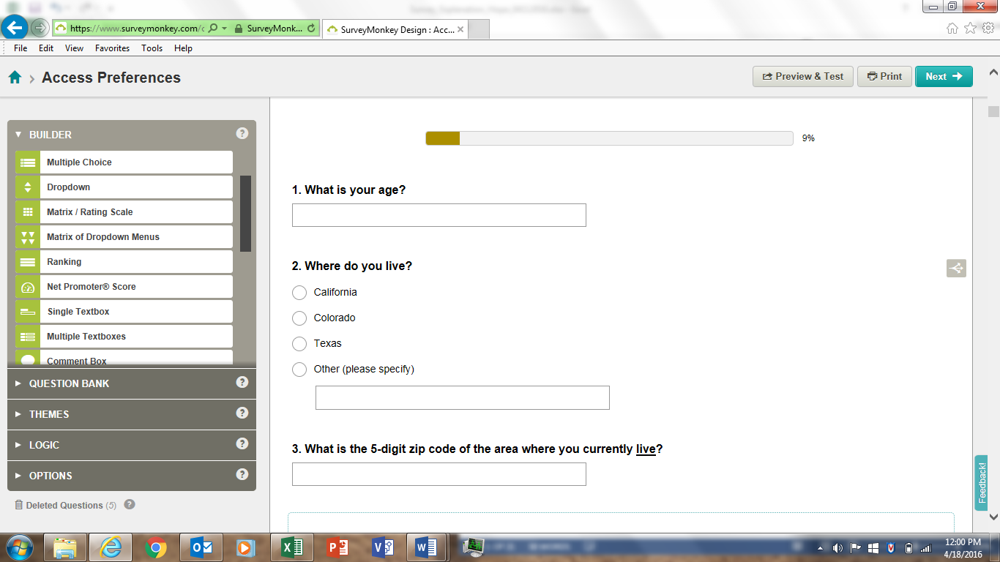 https://www.surveymonkey.com/c
SurveyMonk...
SurveyMonkey Design : Acc...
File Edit View Favorites Tools Help
Access Preferences
Preview & Test
Print
Next
BUILDER
Multiple Choice
Dropdown
Matrix / Rating Scale
Matrix of Dropdown Menus
Ranking
Net Promoter® Score
Single Textbox
Multiple Textboxes
Comment Box
QUESTION BANK
THEMES
LOGIC
OPTIONS
Deleted Questions (5)
9%
1. What is your age?
2. Where do you live?
California
Colorado
Texas
Other (please specify)
3. What is the 5-digit zip code of the area where you currently live?
Feedback!
12:00 PM
4/18/2016